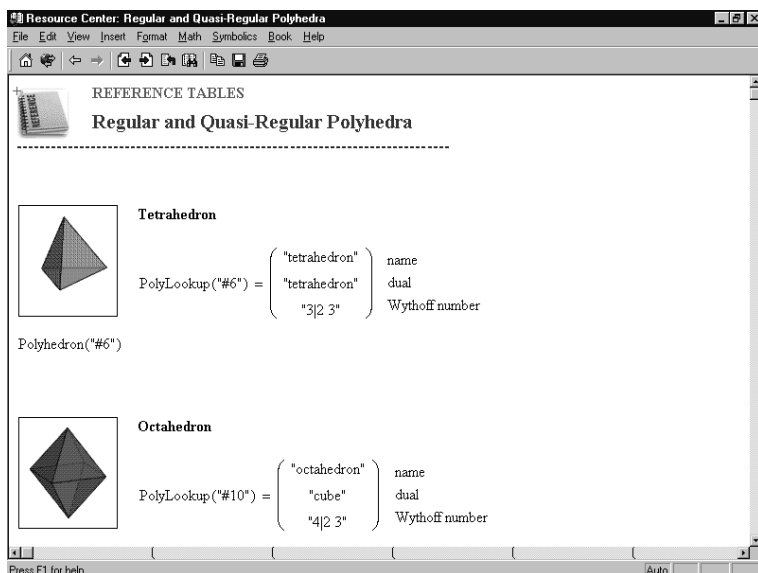 Resource Center: Regular and Quasi-Regular Polyhedra
File Edit View Insert Format Math Symbolics Book Help
REFERENCE
REFERENCE TABLES
Regular and Quasi-Regular Polyhedra
Tetrahedron
"tetrahedron" name
PolyLookup("#6") = "tetrahedron" dual
"3|2 3" Wythoff number
Polyhedron("#6")
Octahedron
"octahedron" name
PolyLookup("#10") = "cube" dual
"4|2 3" Wythoff number
Press F1 for help. Auto